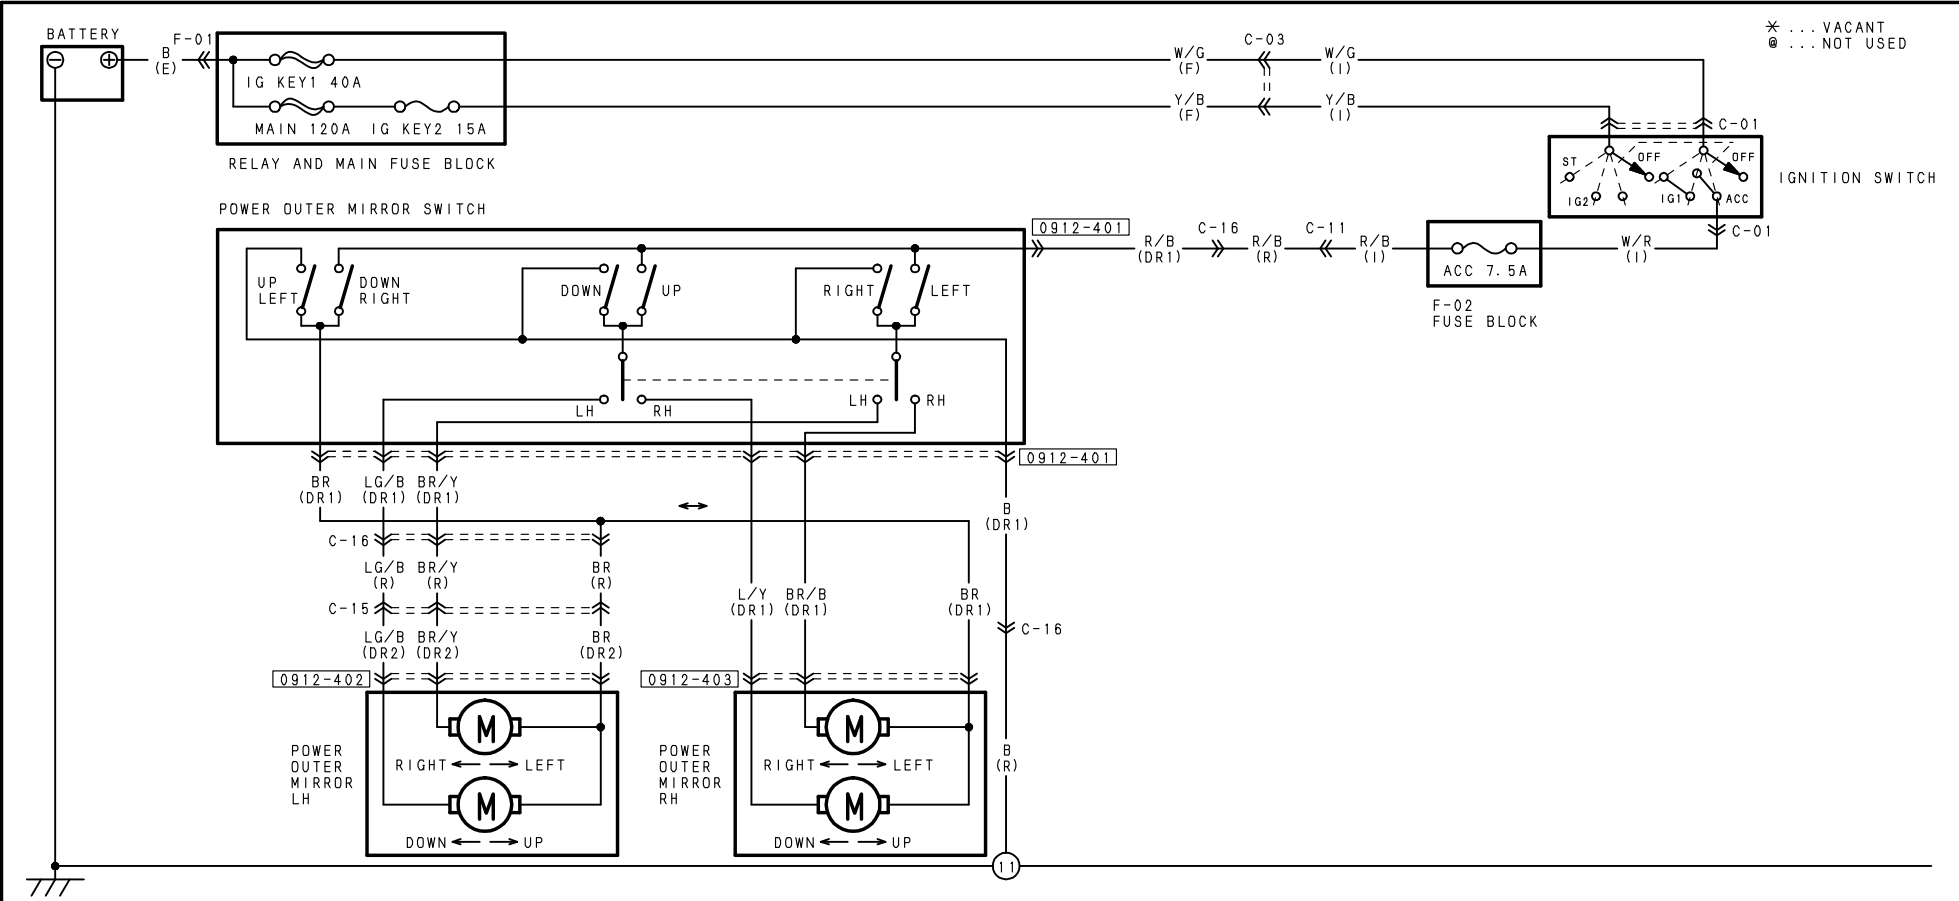 BATTERY
B
(E)
F-01
IG KEY1 40A
MAIN 120A IG KEY2 15A
RELAY AND MAIN FUSE BLOCK
W/G
(F)
C-03
W/G
(I)
Y/B
(F)
Y/B
(I)
* ... VACANT
@ ... NOT USED
C-01
ST
OFF
OFF
IG2
IG1
ACC
IGNITION SWITCH
C-01
POWER OUTER MIRROR SWITCH
0912-401
R/B
(DR1)
C-16
R/B
(R)
C-11
R/B
(I)
ACC 7.5A
F-02
FUSE BLOCK
W/R
(I)
UP
LEFT
DOWN
RIGHT
DOWN
UP
RIGHT
LEFT
LH
RH
LH
RH
0912-401
BR
(DR1)
LG/B
(DR1)
BR/Y
(DR1)
B
(DR1)
C-16
LG/B
(R)
BR/Y
(R)
BR
(R)
C-15
L/Y
(DR1)
BR/B
(DR1)
BR
(DR1)
C-16
LG/B
(DR2)
BR/Y
(DR2)
BR
(DR2)
0912-402
0912-403
POWER
OUTER
MIRROR
LH
M
RIGHT LEFT
M
DOWN UP
POWER
OUTER
MIRROR
RH
M
RIGHT LEFT
M
DOWN UP
B
(R)
11